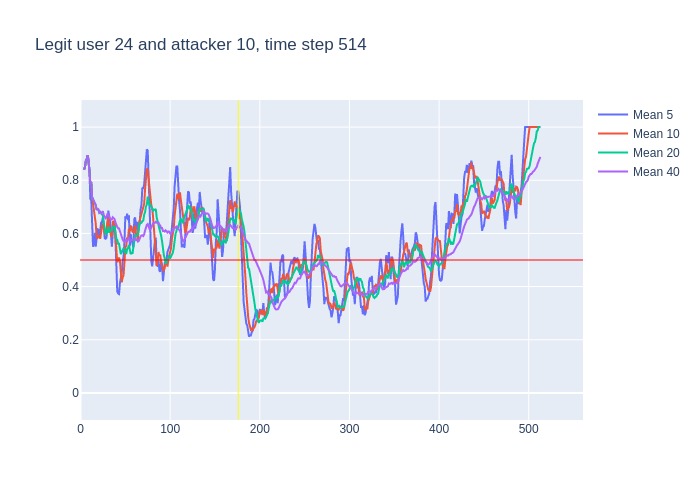 Legit user 24 and attacker 10, time step 514
1
0.8
0.6
0.4
0.2
0
0 100 200 300 400 500
Mean 5
Mean 10
Mean 20
Mean 40